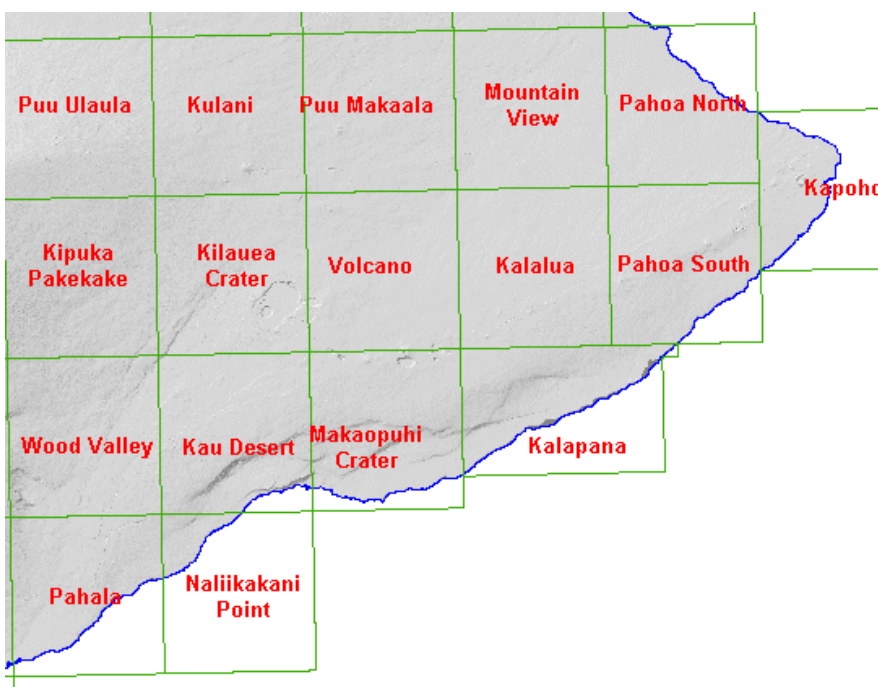 Puu Ulaula
Kulani
Puu Makaala
Mountain
View
Pahoa North
Kapoho
Kipuka
Pakekake
Kilauea
Crater
Volcano
Kalalua
Pahoa South
Wood Valley
Kau Desert
Makaopuhi
Crater
Kalapana
Pahala
Naliikakani
Point